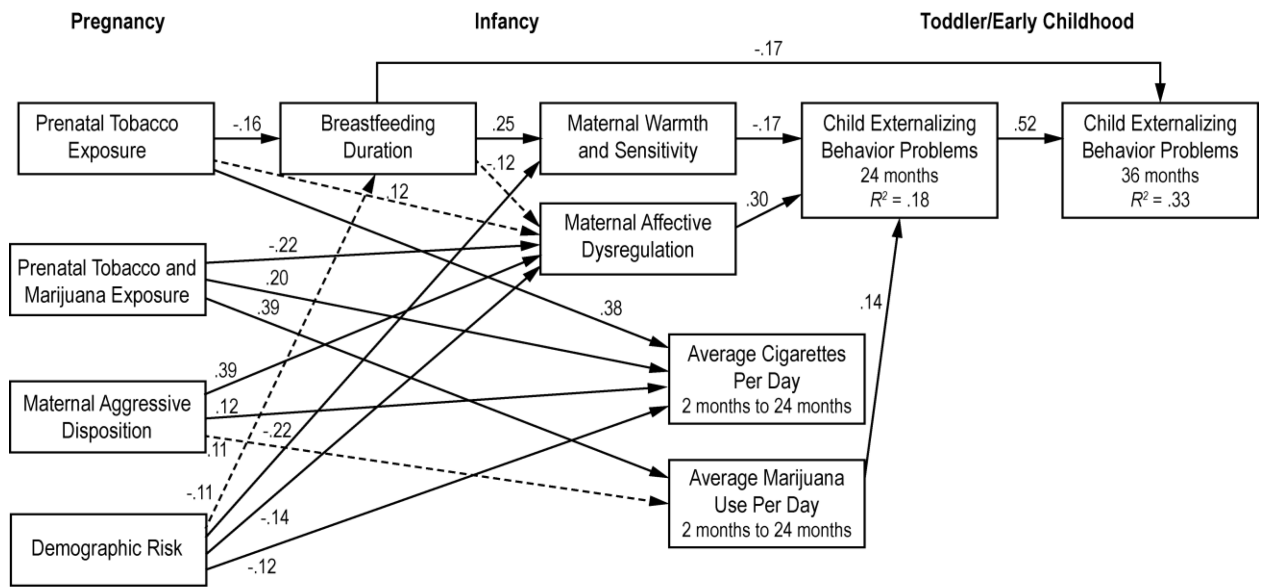 Pregnancy
Infancy
Toddler/Early Childhood
-.17
Prenatal Tobacco
Exposure
-.16
Breastfeeding
Duration
.25
Maternal Warmth
and Sensitivity
-.17
Child Externalizing
Behavior Problems
24 months
R² = .18
.52
Child Externalizing
Behavior Problems
36 months
R² = .33
-.12
.12
Maternal Affective
Dysregulation
.30
Prenatal Tobacco and
Marijuana Exposure
-.22
.20
.39
.38
.14
Average Cigarettes
Per Day
2 months to 24 months
Maternal Aggressive
Disposition
.39
.12
.11
-.22
Average Marijuana
Use Per Day
2 months to 24 months
Demographic Risk
-.11
-.14
-.12